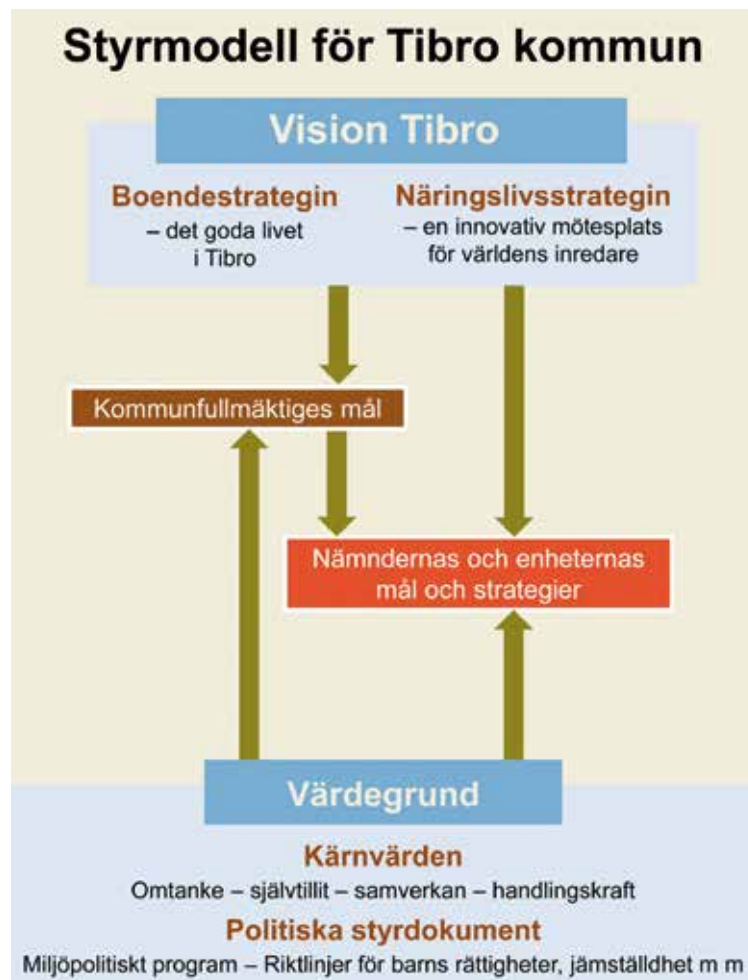 Styrmodell för Tibro kommun
Vision Tibro
Boendestrategin
– det goda livet
i Tibro
Näringslivsstrategin
– en innovativ mötesplats
för världens inredare
Kommunfullmäktiges mål
Nämndernas och enheternas
mål och strategier
Värdegrund
Kärnvärden
Omtanke – självtillit – samverkan – handlingskraft
Politiska styrdokument
Miljöpolitiskt program – Riktlinjer för barns rättigheter, jämställdhet m m